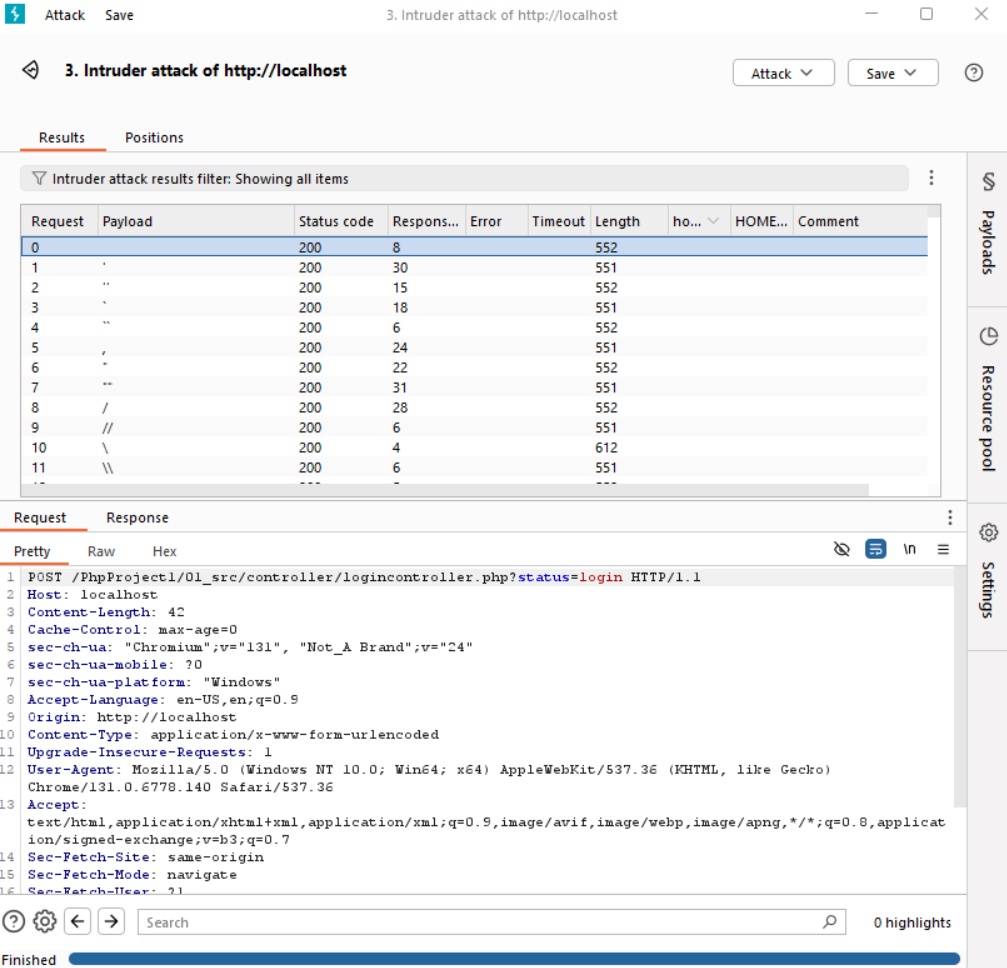 Attack Save 3. Intruder attack of http://localhost
3. Intruder attack of http://localhost Attack Save
Results Positions
Intruder attack results filter: Showing all items
Request Payload Status code Respons... Error Timeout Length ho... HOME... Comment
0 200 8 552
1 ' 200 30 551
2 '' 200 15 552
3 ` 200 18 551
4 `` 200 6 552
5 , 200 24 551
6 " 200 22 552
7 "" 200 31 551
8 / 200 28 552
9 // 200 6 551
10 \ 200 4 612
11 \\ 200 6 551
Payloads
Resource pool
Settings
Request Response
Pretty Raw Hex \n
1 POST /PhpProject1/01_src/controller/logincontroller.php?status=login HTTP/1.1
2 Host: localhost
3 Content-Length: 42
4 Cache-Control: max-age=0
5 sec-ch-ua: "Chromium";v="131", "Not_A Brand";v="24"
6 sec-ch-ua-mobile: ?0
7 sec-ch-ua-platform: "Windows"
8 Accept-Language: en-US,en;q=0.9
9 Origin: http://localhost
10 Content-Type: application/x-www-form-urlencoded
11 Upgrade-Insecure-Requests: 1
12 User-Agent: Mozilla/5.0 (Windows NT 10.0; Win64; x64) AppleWebKit/537.36 (KHTML, like Gecko)
Chrome/131.0.6778.140 Safari/537.36
13 Accept:
text/html,application/xhtml+xml,application/xml;q=0.9,image/avif,image/webp,image/apng,*/*;q=0.8,applicat
ion/signed-exchange;v=b3;q=0.7
14 Sec-Fetch-Site: same-origin
15 Sec-Fetch-Mode: navigate
16 Sec-Fetch-User: ?1
Search 0 highlights
Finished